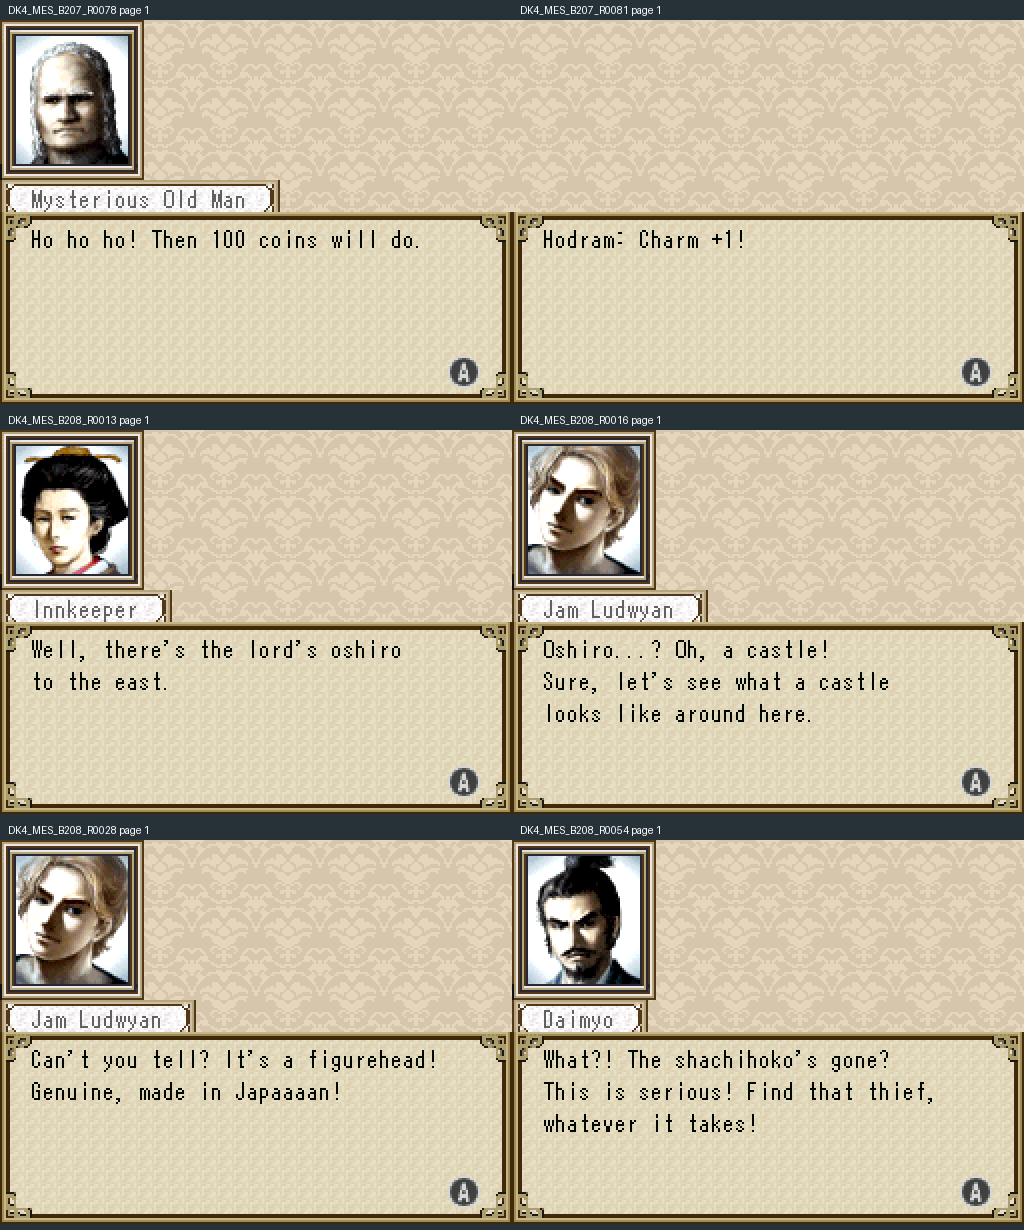 DK4_MES_B207_R0078 page 1
Mysterious Old Man
Ho ho ho! Then 100 coins will do.
A
DK4_MES_B207_R0081 page 1
Hodram: Charm +1!
A
DK4_MES_B208_R0013 page 1
Innkeeper
Well, there's the lord's oshiro
to the east.
A
DK4_MES_B208_R0016 page 1
Jam Ludwyan
Oshiro...? Oh, a castle!
Sure, let's see what a castle
looks like around here.
A
DK4_MES_B208_R0028 page 1
Jam Ludwyan
Can't you tell? It's a figurehead!
Genuine, made in Japaaaan!
A
DK4_MES_B208_R0054 page 1
Daimyo
What?! The shachihoko's gone?
This is serious! Find that thief,
whatever it takes!
A